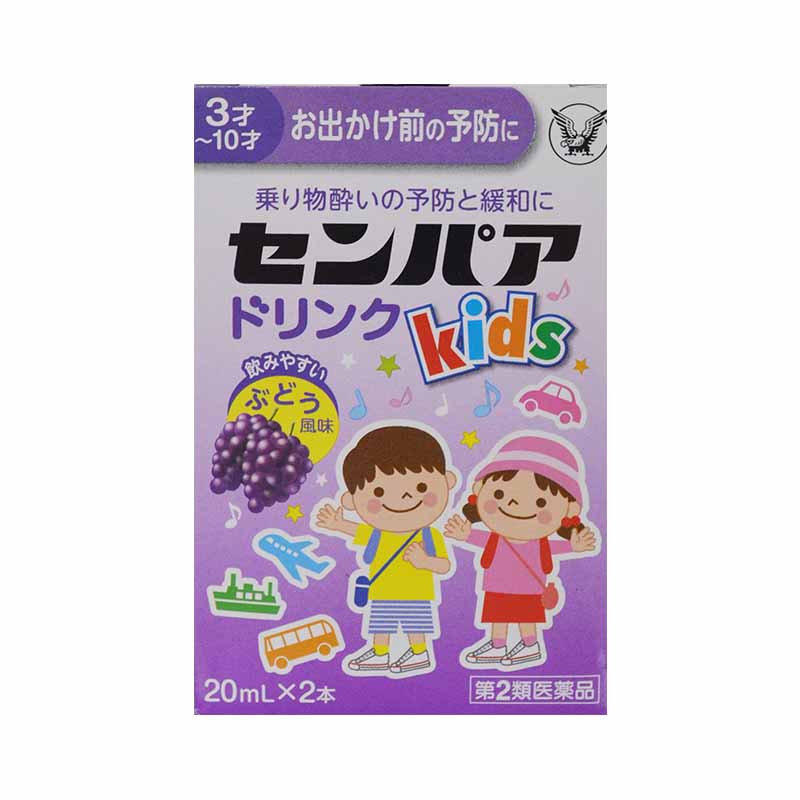 3才
~10才
お出かけ前の予防に
乗り物酔いの予防と緩和に
センパア
ドリンク
kids
飲みやすい
ぶどう
風味
20mL×2本
第2類医薬品